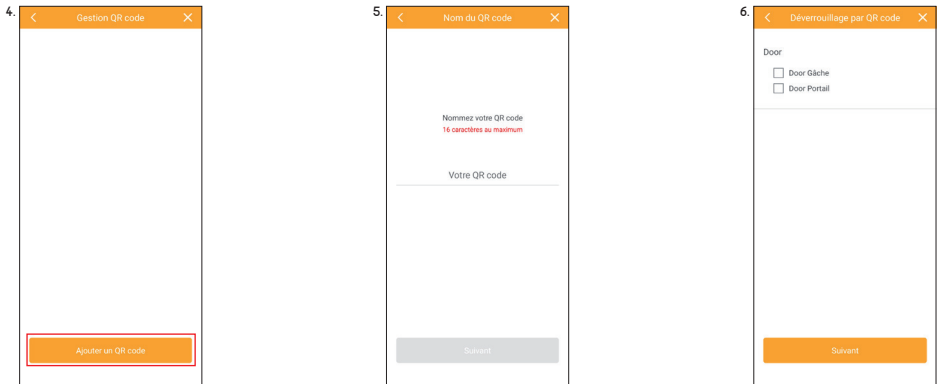 4.
Gestion QR code
Ajouter un QR code
5.
Nom du QR code
Nommez votre QR code
16 caractères au maximum
Votre QR code
Suivant
6.
Déverrouillage par QR code
Door
Door Gâche
Door Portail
Suivant